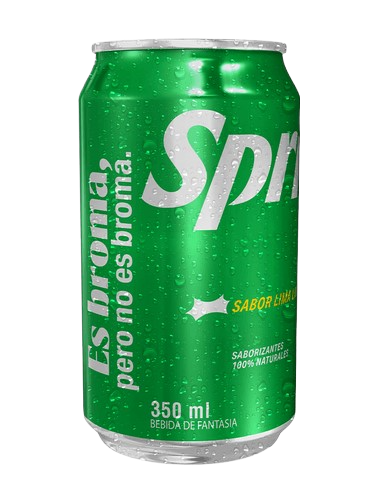 Es broma,
pero no es broma.
Spr
SABOR LIMA L
SABORIZANTES
100% NATURALES
350 ml
BEBIDA DE FANTASIA